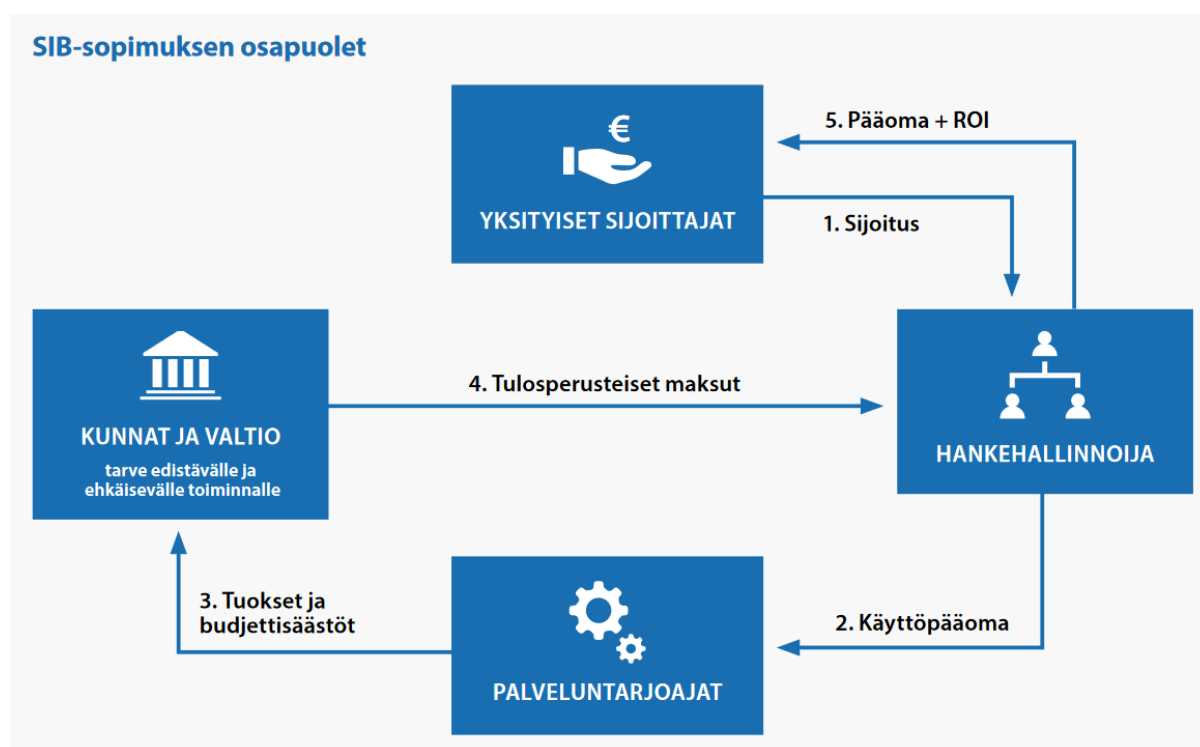 SIB-sopimuksen osapuolet
€
YKSITYISET SIJOITTAJAT
5. Pääoma + ROI
1. Sijoitus
KUNNAT JA VALTIO
tarve edistävälle ja
ehkäisevälle toiminnalle
4. Tulosperusteiset maksut
HANKEHALLINNOIJA
3. Tuokset ja
budjettisäästöt
PALVELUNTARJOAJAT
2. Käyttöpääoma